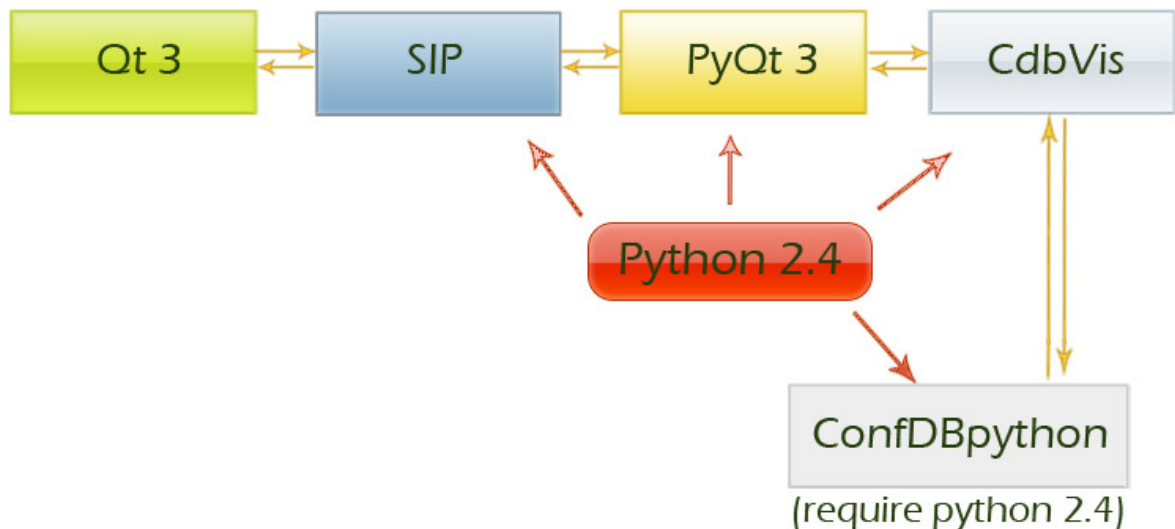 Qt 3
SIP
PyQt 3
CdbVis
Python 2.4
ConfDBpython
(require python 2.4)